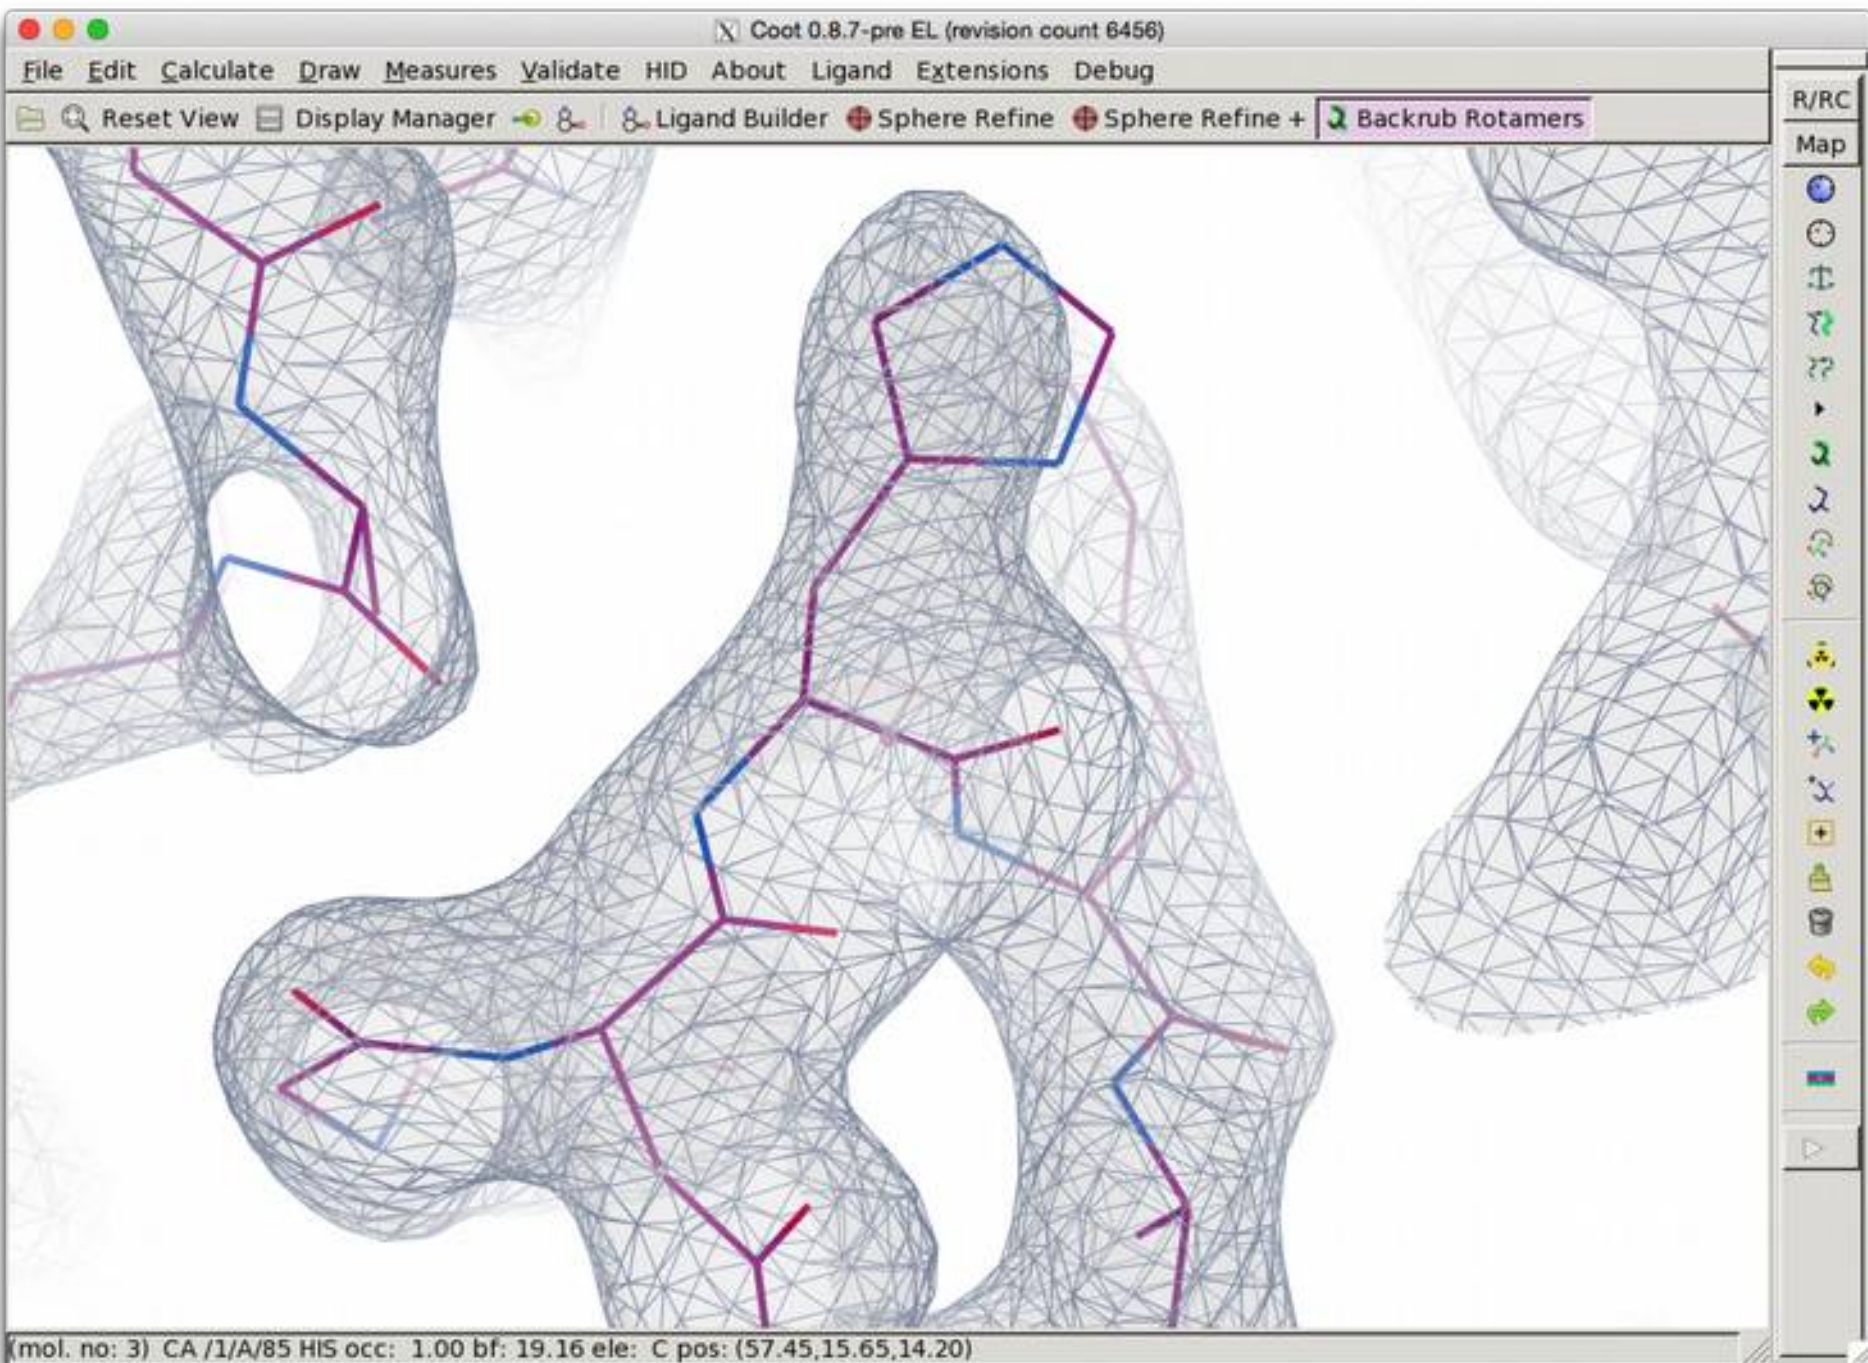 Coot 0.8.7-pre EL (revision count 6456)
File Edit Calculate Draw Measures Validate HID About Ligand Extensions Debug
Reset View Display Manager Ligand Builder Sphere Refine Sphere Refine + Backrub Rotamers
R/RC
Map
(mol. no: 3) CA /1/A/85 HIS occ: 1.00 bf: 19.16 ele: C pos: (57.45,15.65,14.20)